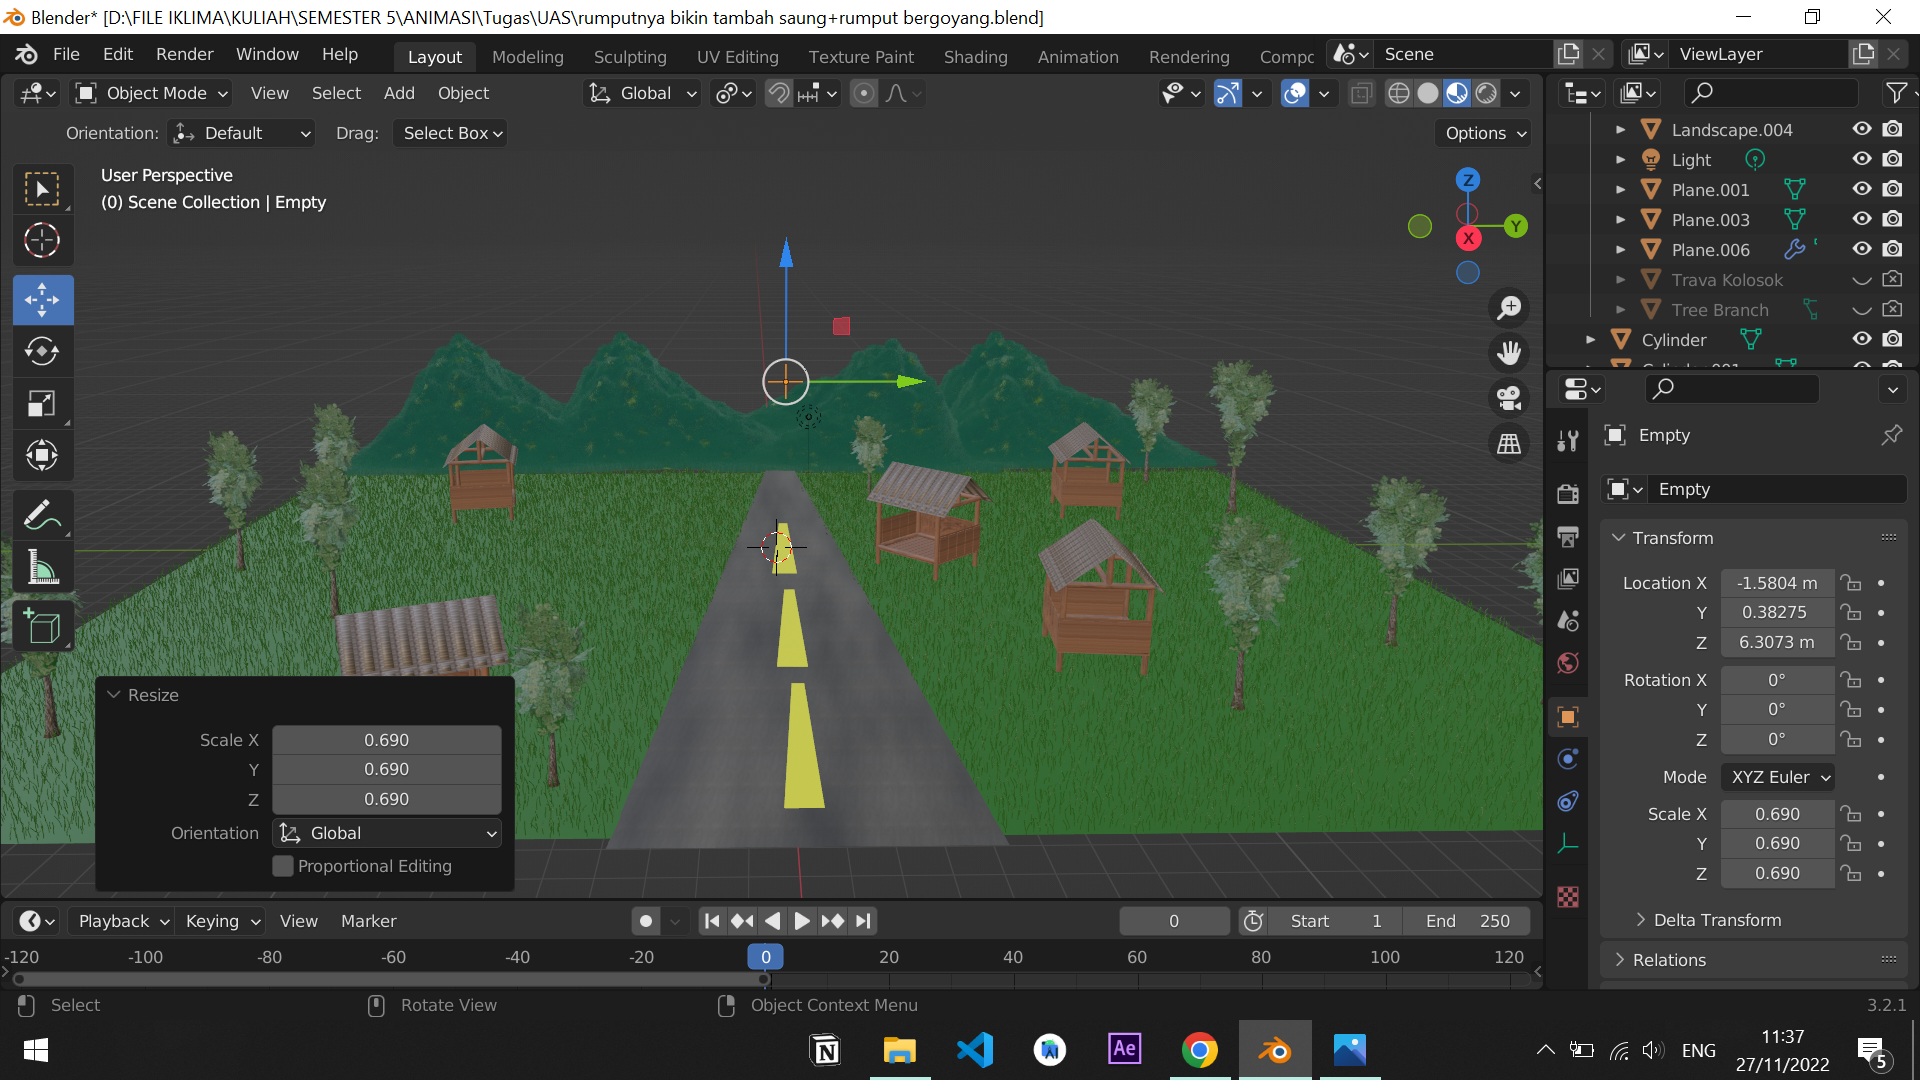 Blender* [D:\FILE IKLIMA\KULIAH\SEMESTER 5\ANIMASI\Tugas\UAS\rumputnya bikin tambah saung+rumput bergoyang.blend]
File Edit Render Window Help Layout Modeling Sculpting UV Editing Texture Paint Shading Animation Rendering Compc Scene ViewLayer
Object Mode View Select Add Object Global
Orientation: Default Drag: Select Box Options
User Perspective
(0) Scene Collection | Empty
Z
Y
X
Landscape.004
Light
Plane.001
Plane.003
Plane.006
Trava Kolosok
Tree Branch
Cylinder
Empty
Empty
Transform
Location X -1.5804 m
Y 0.38275
Z 6.3073 m
Rotation X 0°
Y 0°
Z 0°
Mode XYZ Euler
Scale X 0.690
Y 0.690
Z 0.690
Delta Transform
Relations
Resize
Scale X 0.690
Y 0.690
Z 0.690
Orientation Global
Proportional Editing
Playback Keying View Marker 0 Start 1 End 250
-120 -100 -80 -60 -40 -20 0 20 40 60 80 100 120
Select Rotate View Object Context Menu 3.2.1
N
Ae
ENG
11:37
27/11/2022
5